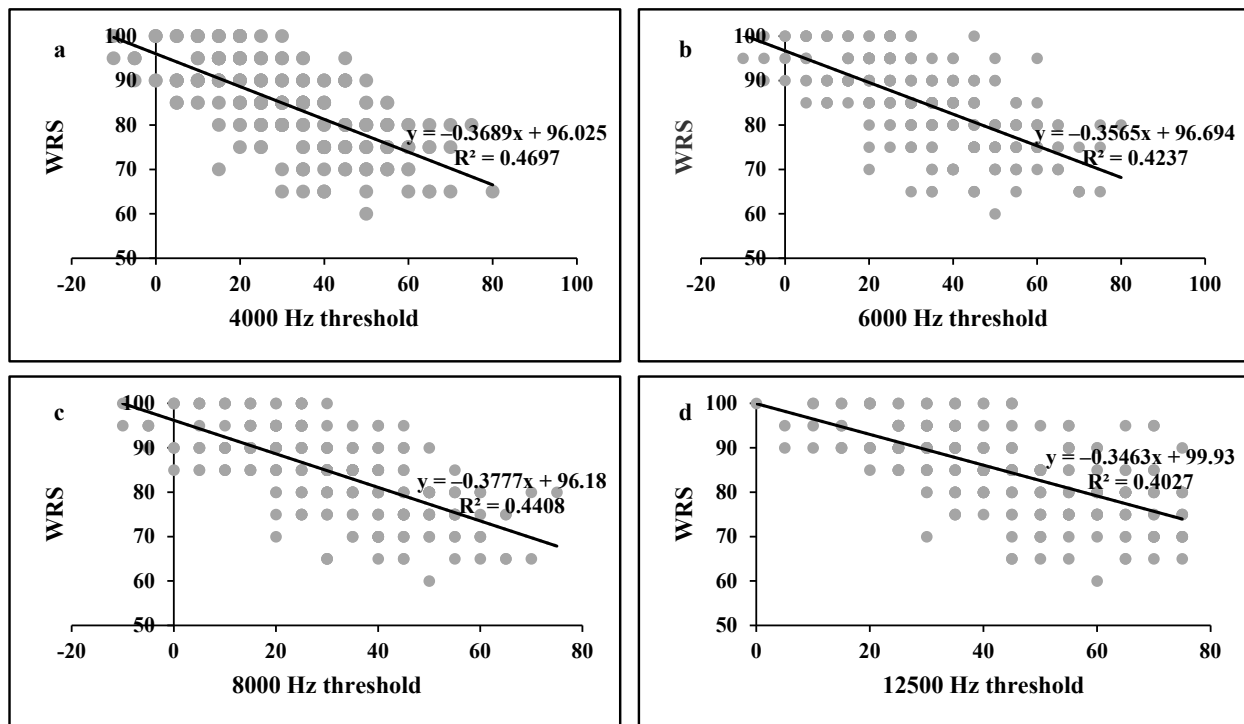 a
WRS
100
90
80
70
60
50
-20
0
20
40
60
80
100
y = –0.3689x + 96.025
R² = 0.4697
4000 Hz threshold
b
WRS
100
90
80
70
60
50
-20
0
20
40
60
80
100
y = –0.3565x + 96.694
R² = 0.4237
6000 Hz threshold
c
WRS
100
90
80
70
60
50
-20
0
20
40
60
80
y = –0.3777x + 96.18
R² = 0.4408
8000 Hz threshold
d
WRS
100
90
80
70
60
50
0
20
40
60
80
y = –0.3463x + 99.93
R² = 0.4027
12500 Hz threshold